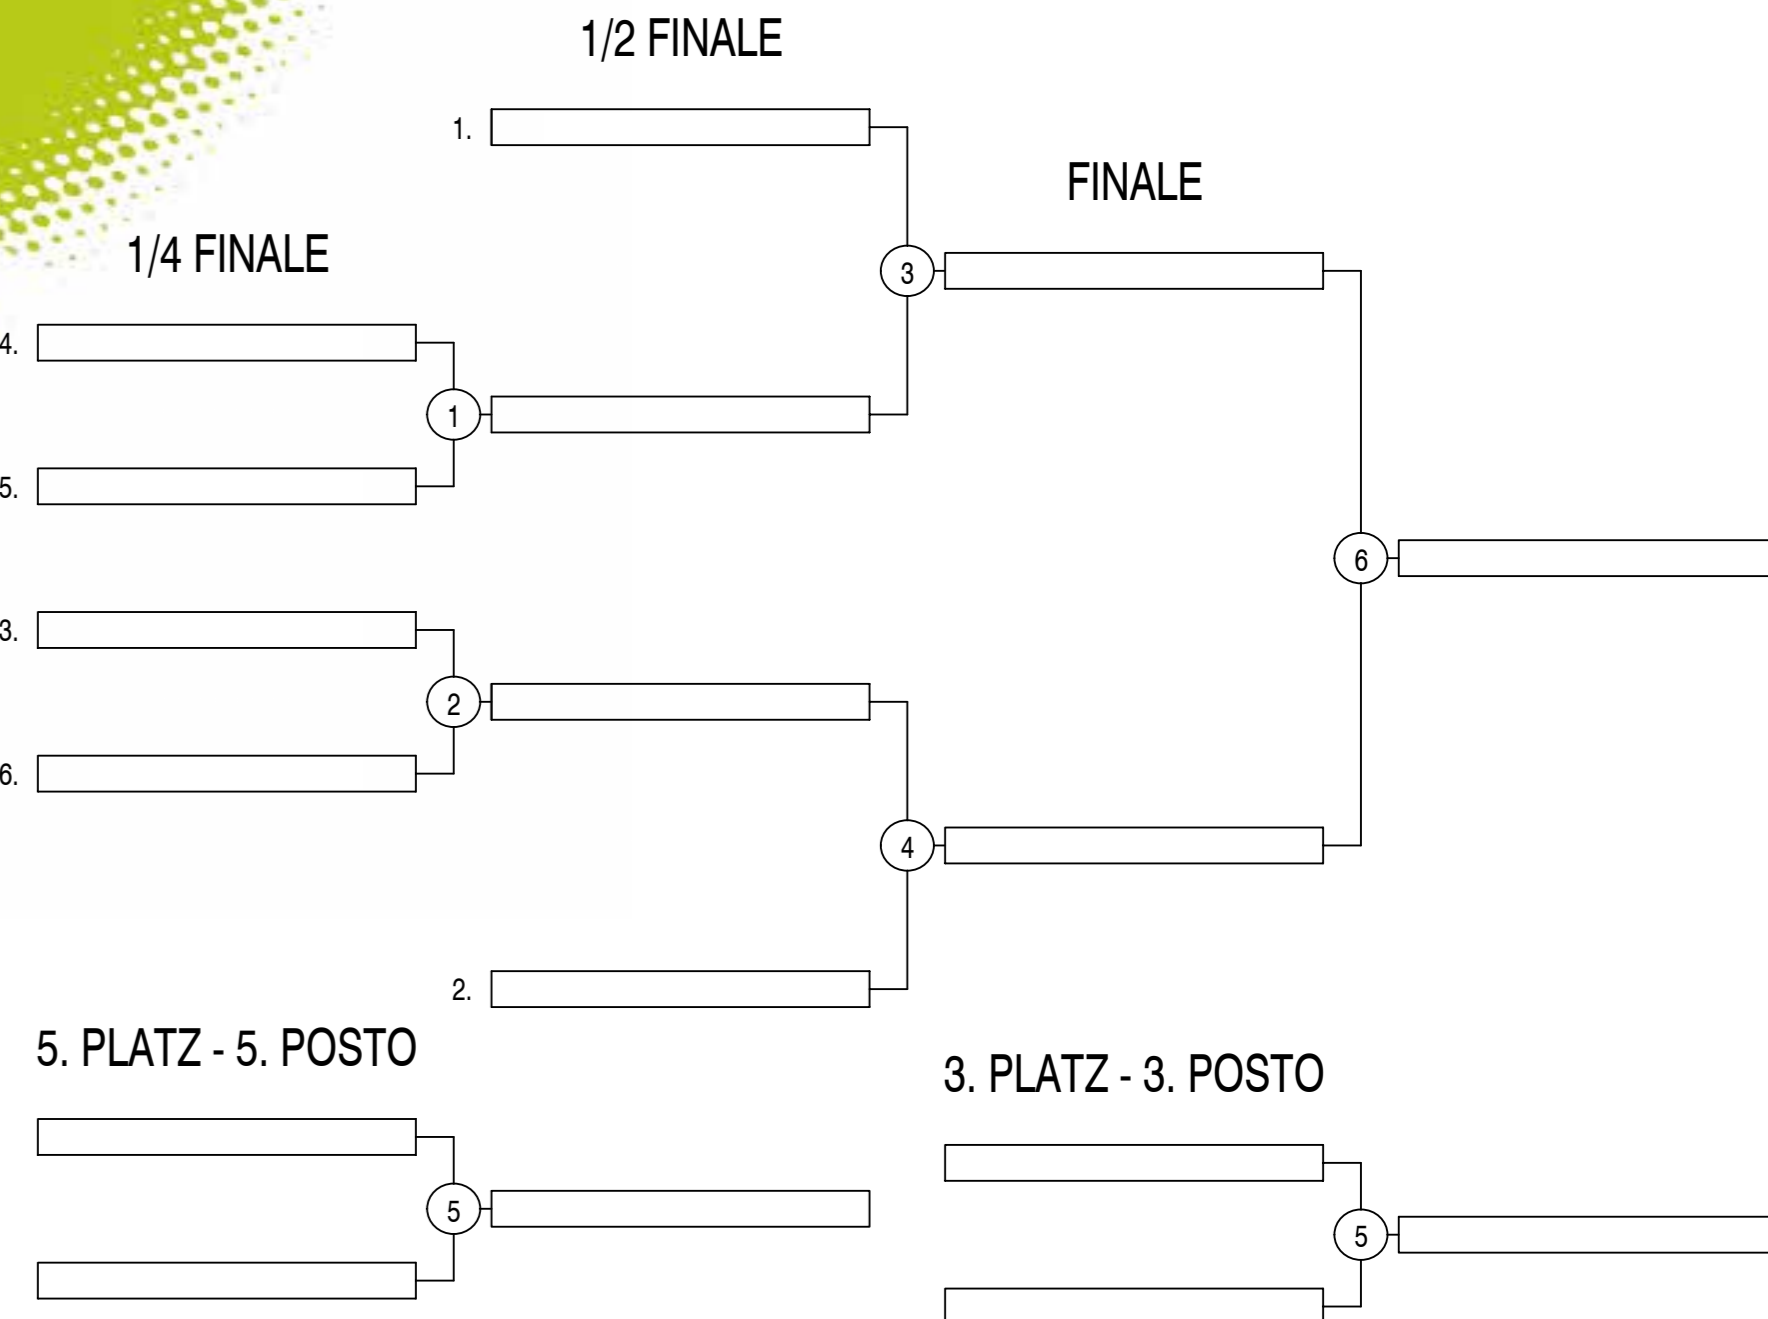 1/2 FINALE
1.
FINALE
1/4 FINALE
3
4.
1
5.
6
3.
2
6.
4
2.
5. PLATZ - 5. POSTO
3. PLATZ - 3. POSTO
5
5